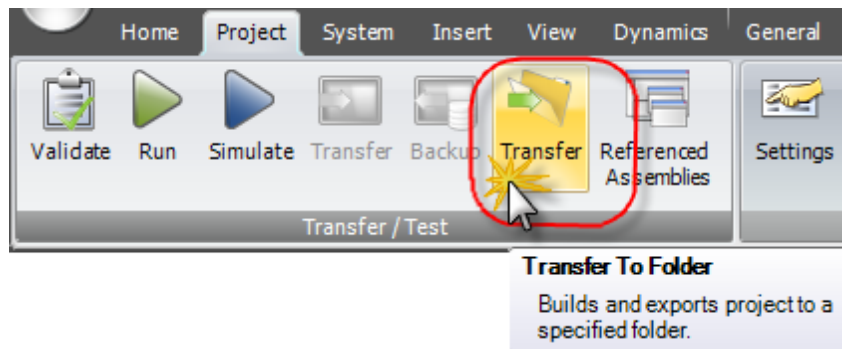 Home Project System Insert View Dynamics General
Validate Run Simulate Transfer Backup Transfer Referenced Assemblies Settings
Transfer / Test
Transfer To Folder
Builds and exports project to a
specified folder.